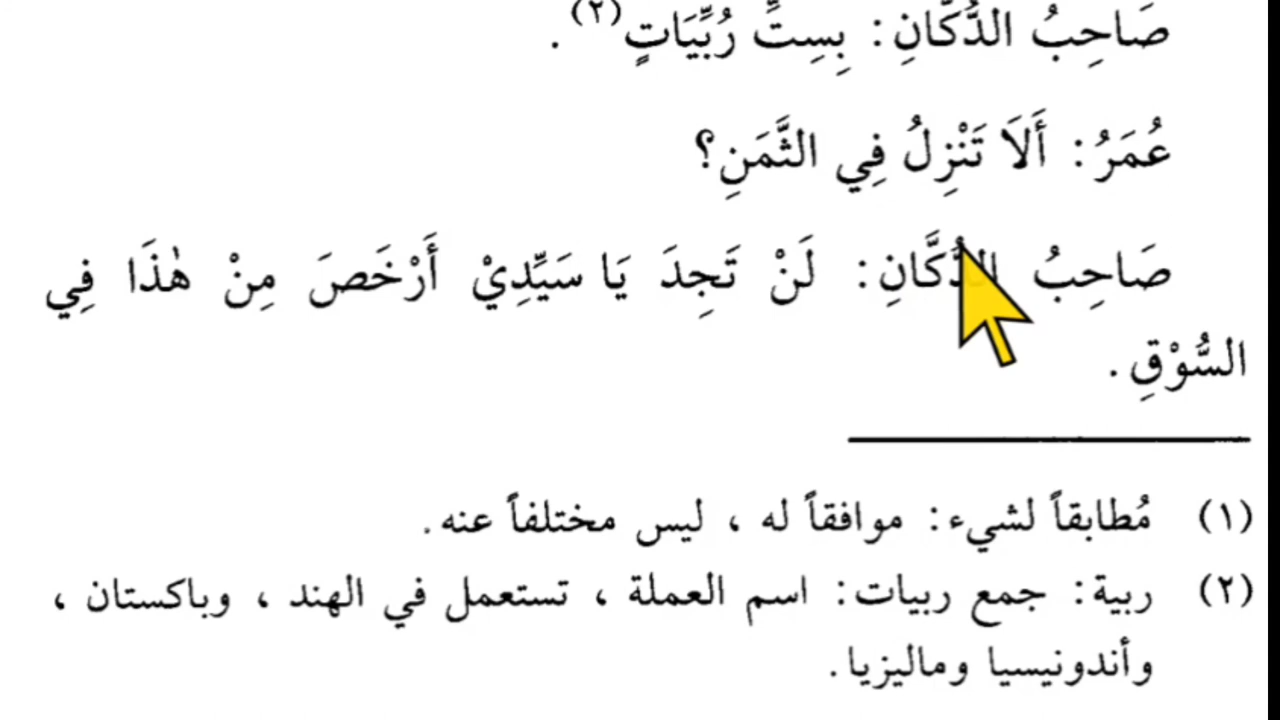 صَاحِبُ الدُّكَّانِ : بِسِتِّ رُبِّيَاتٍ(٢) .
عُمَرُ : أَلَا تَنْزِلُ فِي الثَّمَنِ؟
صَاحِبُ الدُّكَّانِ : لَنْ تَجِدَ يَا سَيِّدِيْ أَرْخَصَ مِنْ هٰذَا فِي
السُّوْقِ .
(١) مُطابقاً لشيء : موافقاً له ، ليس مختلفاً عنه .
(٢) ربية : جمع ربيات : اسم العملة ، تستعمل في الهند ، وباكستان ،
وأندونيسيا وماليزيا .